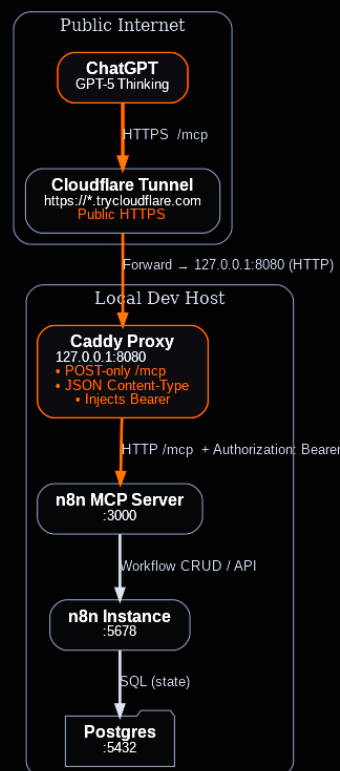 Public Internet
ChatGPT
GPT-5 Thinking
HTTPS /mcp
Cloudflare Tunnel
https://*.trycloudflare.com
Public HTTPS
Forward → 127.0.0.1:8080 (HTTP)
Local Dev Host
Caddy Proxy
127.0.0.1:8080
• POST-only /mcp
• JSON Content-Type
• Injects Bearer
HTTP /mcp + Authorization: Bearer
n8n MCP Server
:3000
Workflow CRUD / API
n8n Instance
:5678
SQL (state)
Postgres
:5432